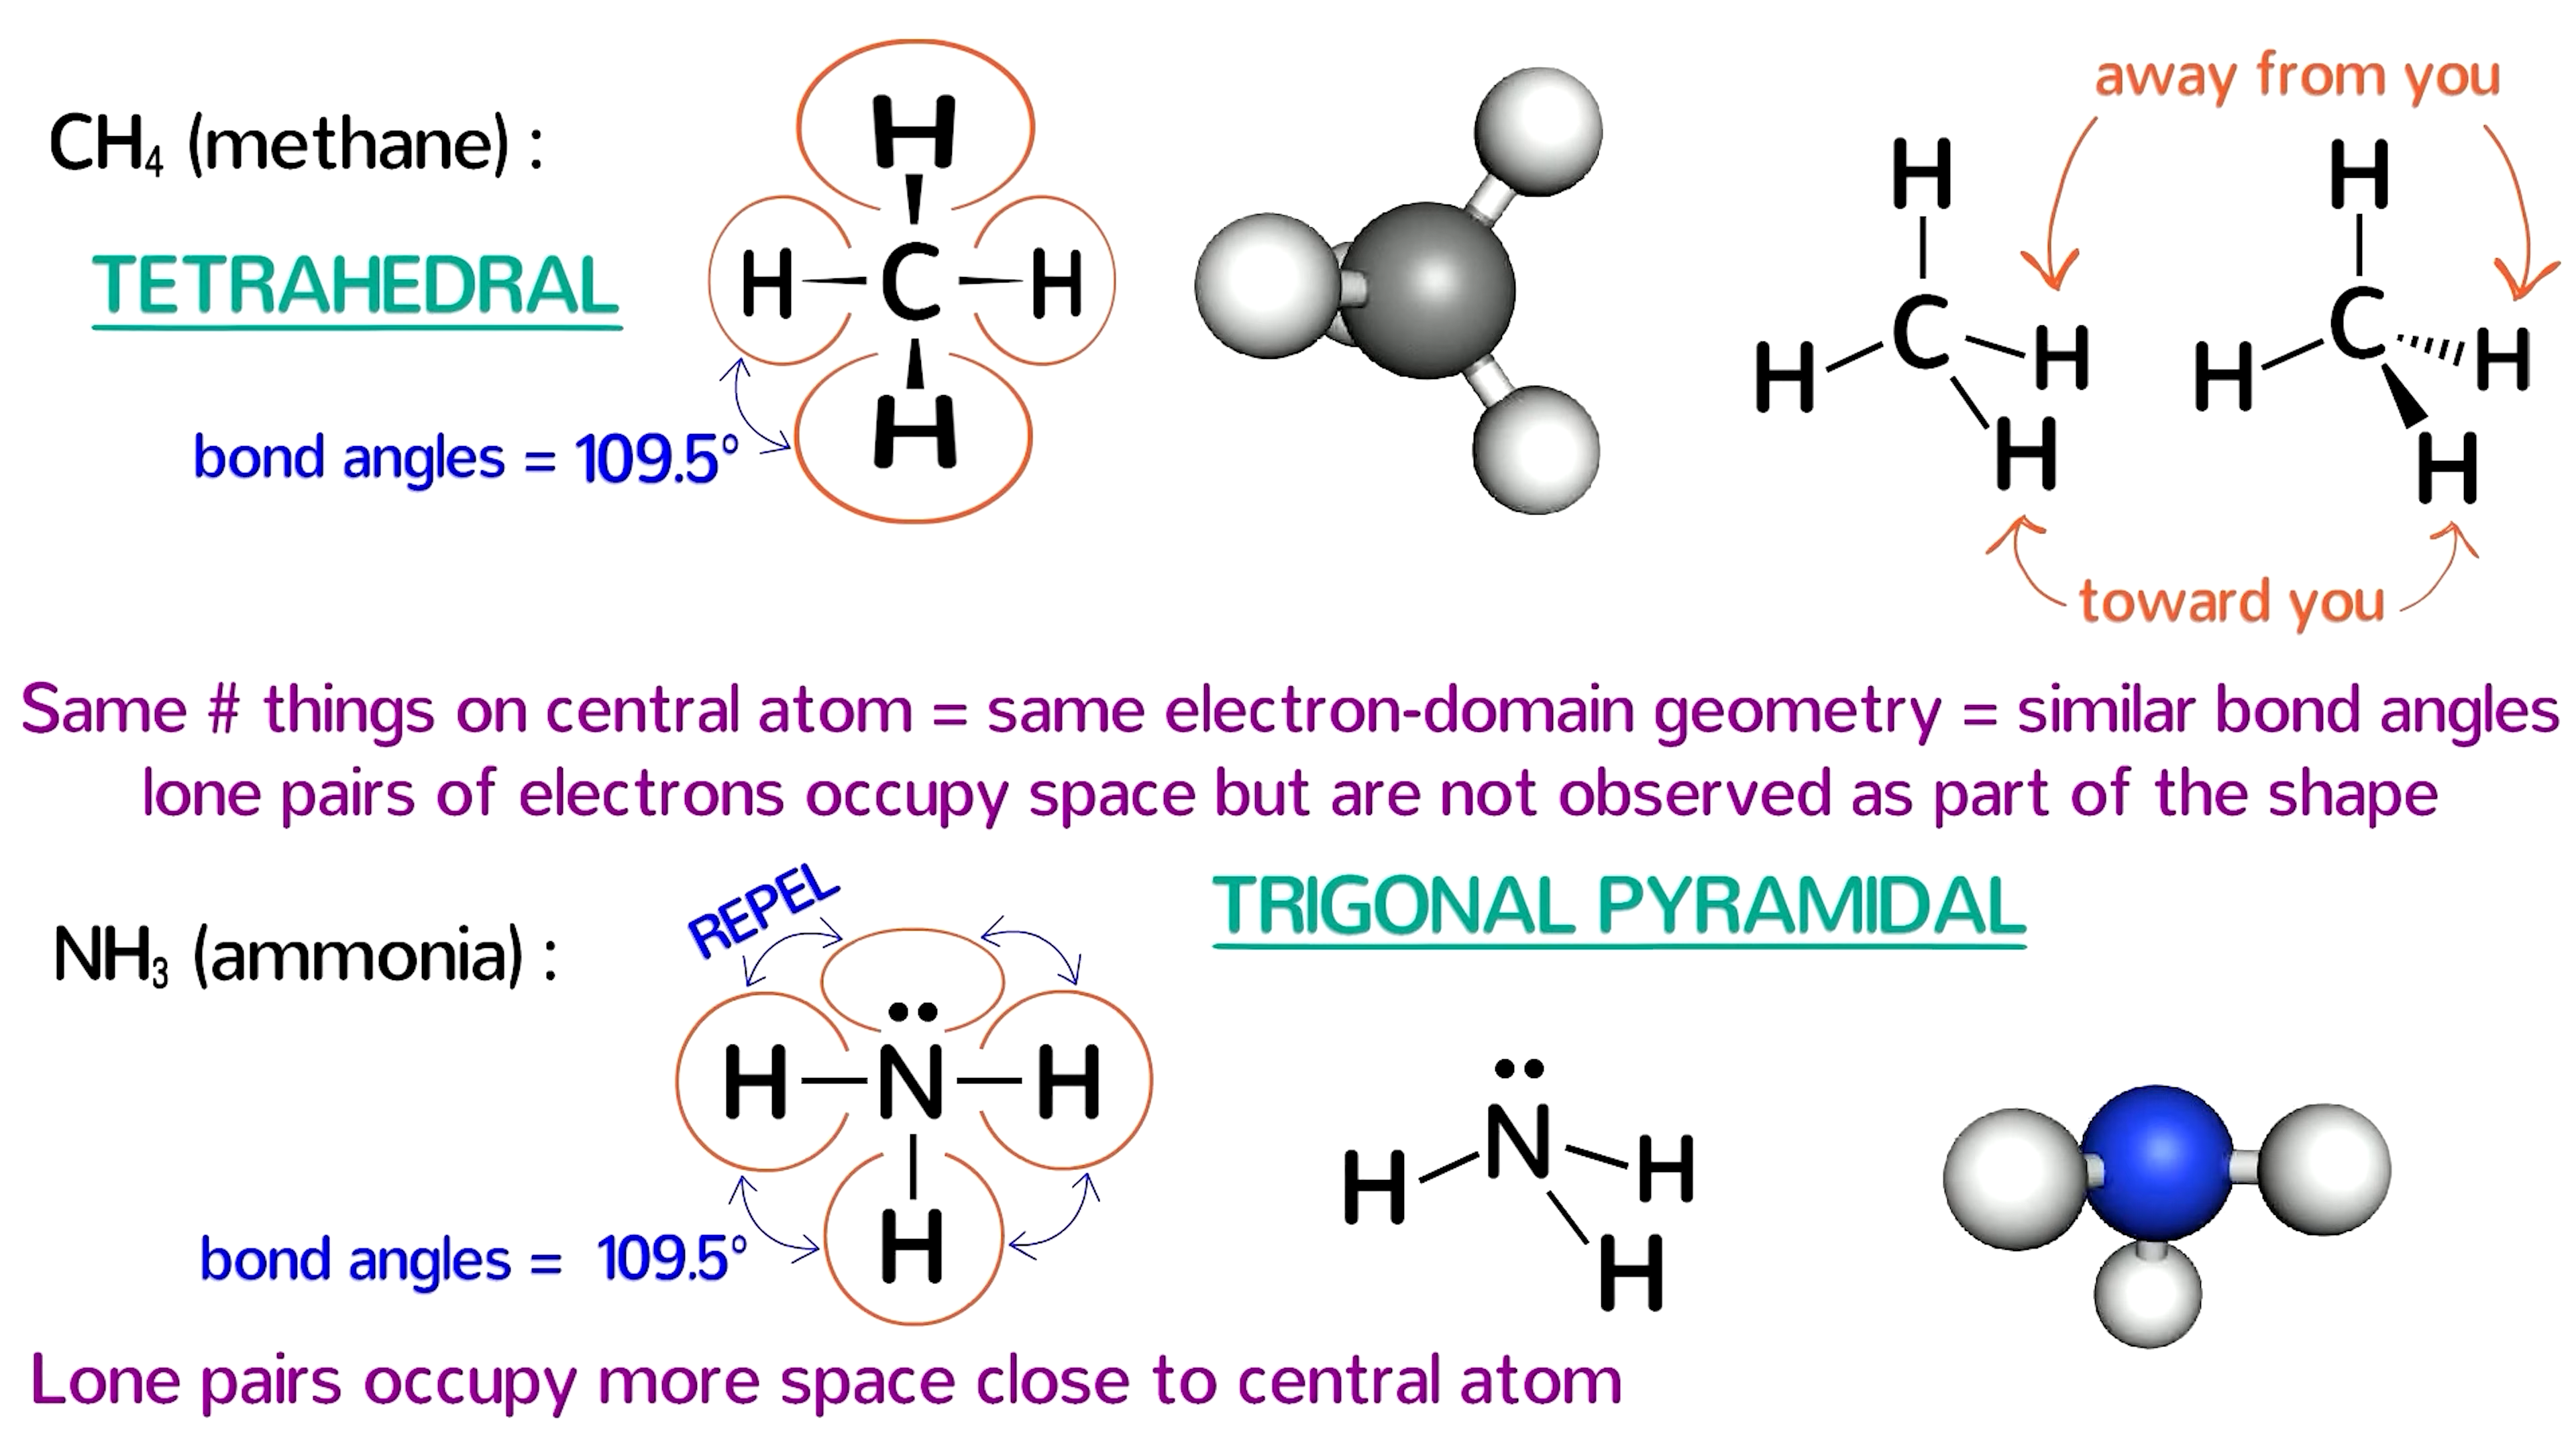 CH₄ (methane) :
TETRAHEDRAL
bond angles = 109.5°
H
H C H
H
away from you
H
C
H H
H
H
C
H H
H
toward you
Same # things on central atom = same electron-domain geometry = similar bond angles
lone pairs of electrons occupy space but are not observed as part of the shape
NH₃ (ammonia) :
REPEL
H N H
H
bond angles = 109.5°
TRIGONAL PYRAMIDAL
N
H H
H
Lone pairs occupy more space close to central atom